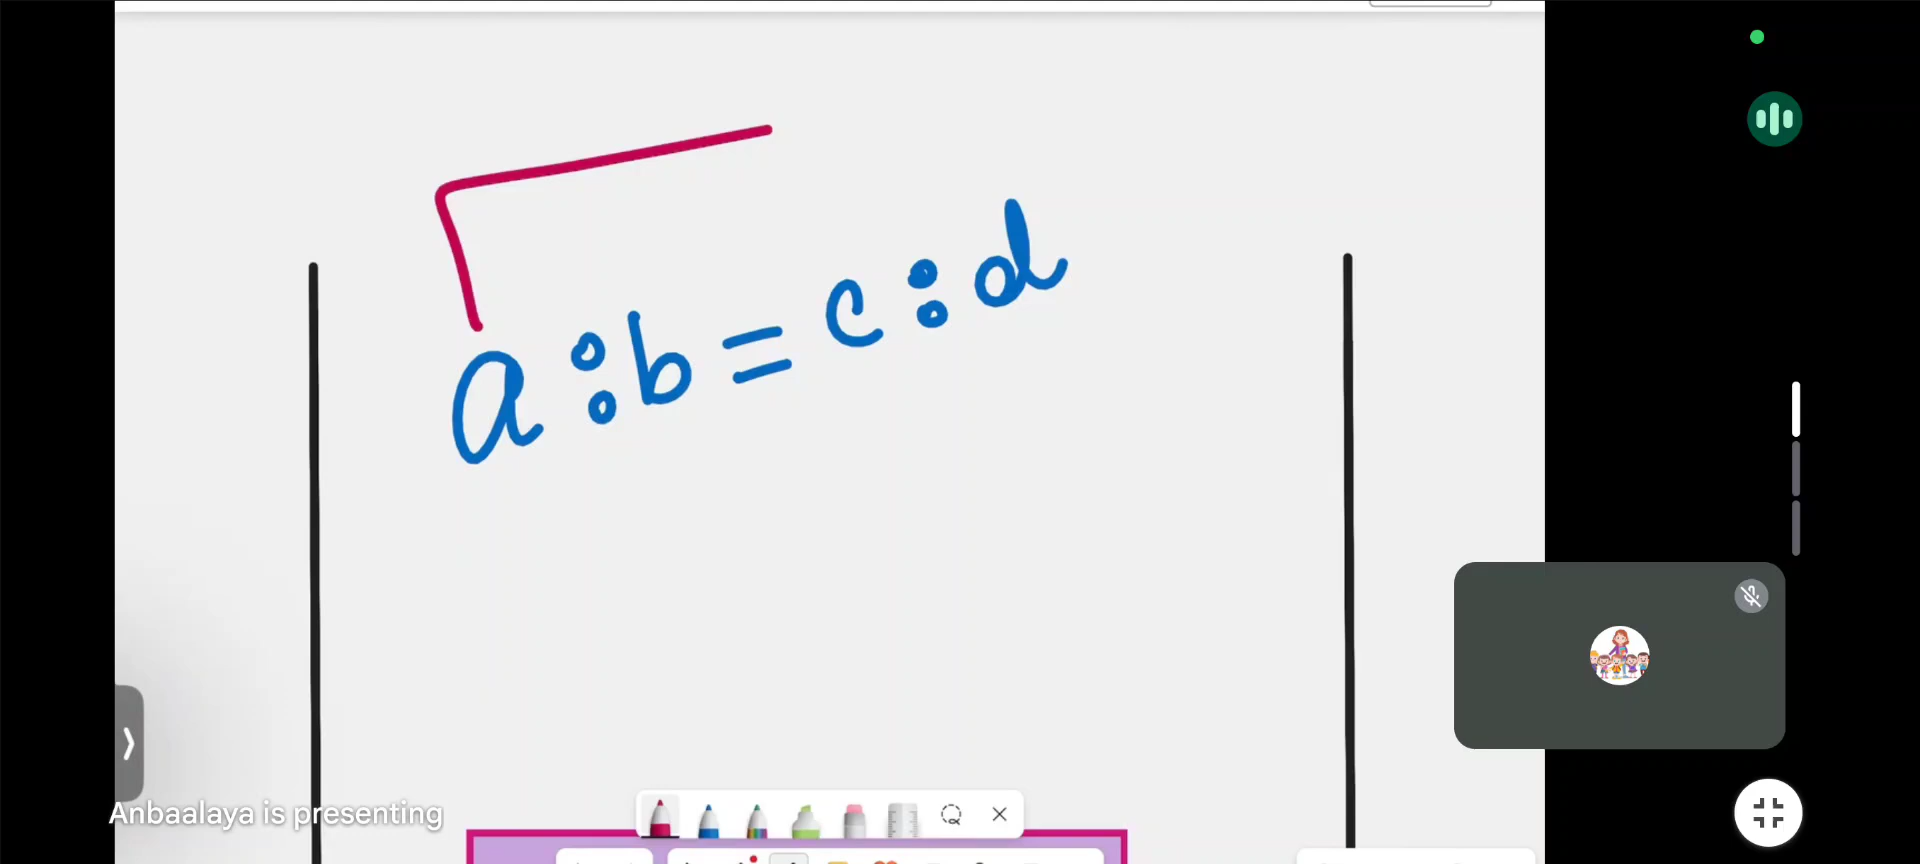 a : b = c : d
Anbaalaya is presenting